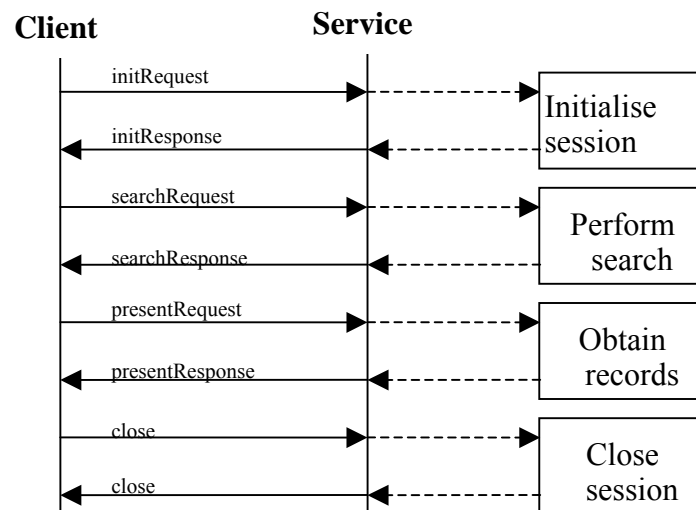 Client
Service
initRequest
Initialise
session
initResponse
searchRequest
Perform
search
searchResponse
presentRequest
Obtain
records
presentResponse
close
Close
session
close